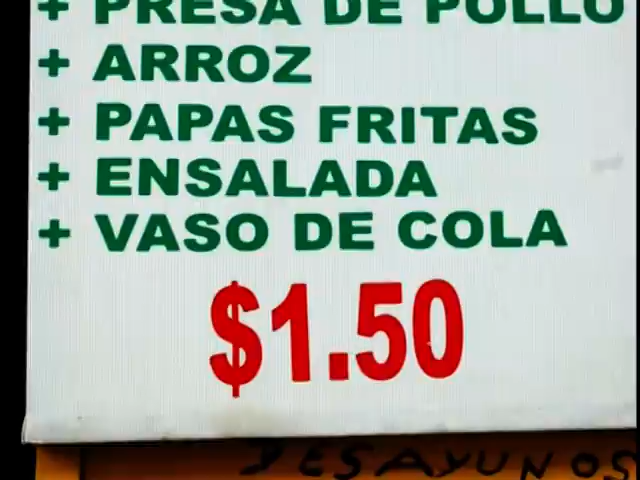 + PRESA DE POLLO
+ ARROZ
+ PAPAS FRITAS
+ ENSALADA
+ VASO DE COLA
$1.50
DESAYUNOS